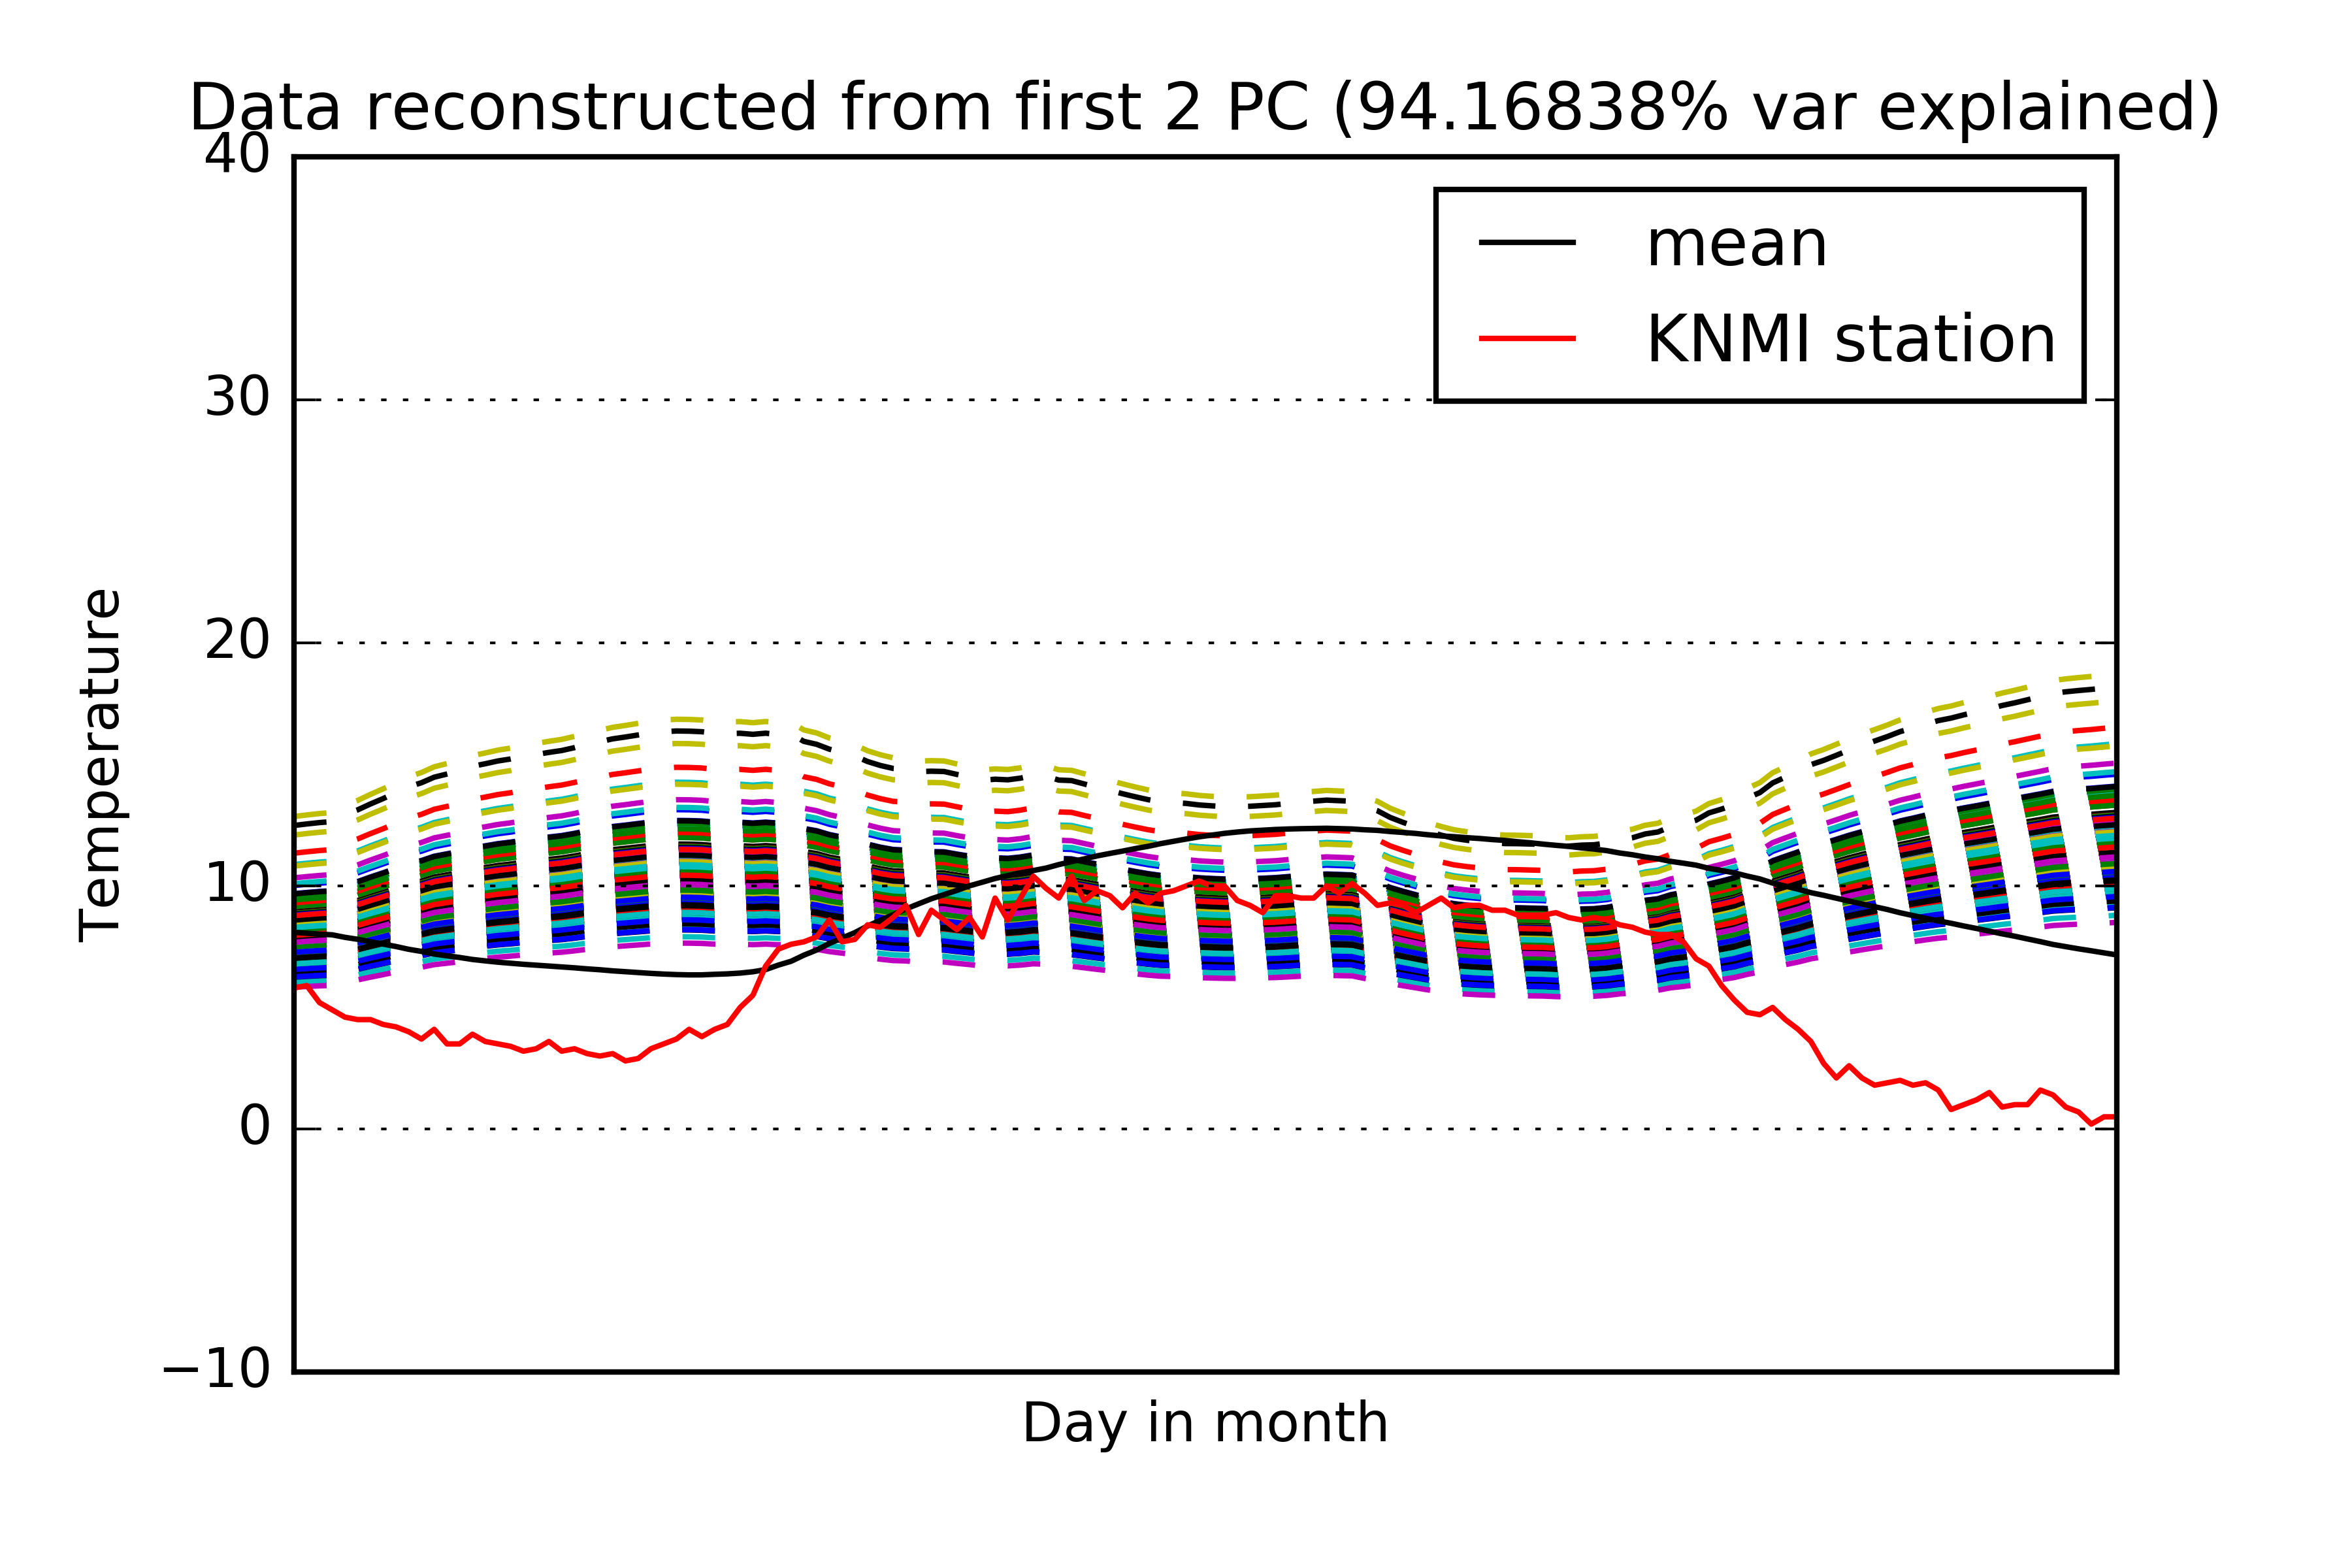 Data reconstructed from first 2 PC (94.16838% var explained)
40
mean
KNMI station
30
20
10
0
−10
Temperature
Day in month